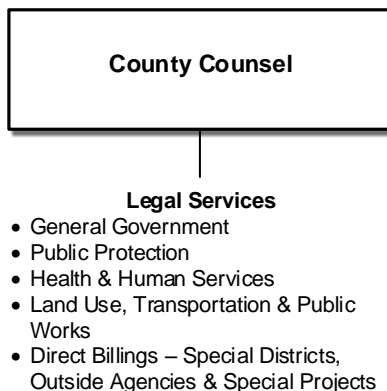 County Counsel
Legal Services
• General Government
• Public Protection
• Health & Human Services
• Land Use, Transportation & Public
Works
• Direct Billings – Special Districts,
Outside Agencies & Special Projects